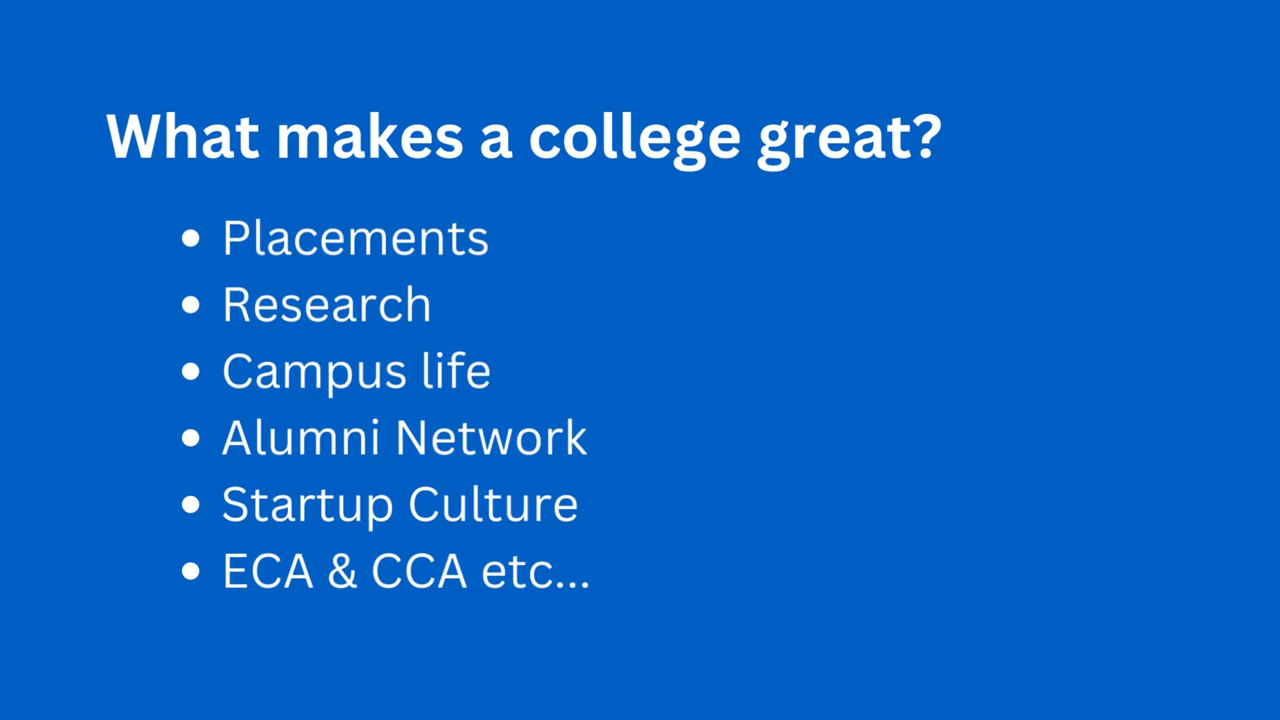 What makes a college great?
• Placements
• Research
• Campus life
• Alumni Network
• Startup Culture
• ECA & CCA etc...